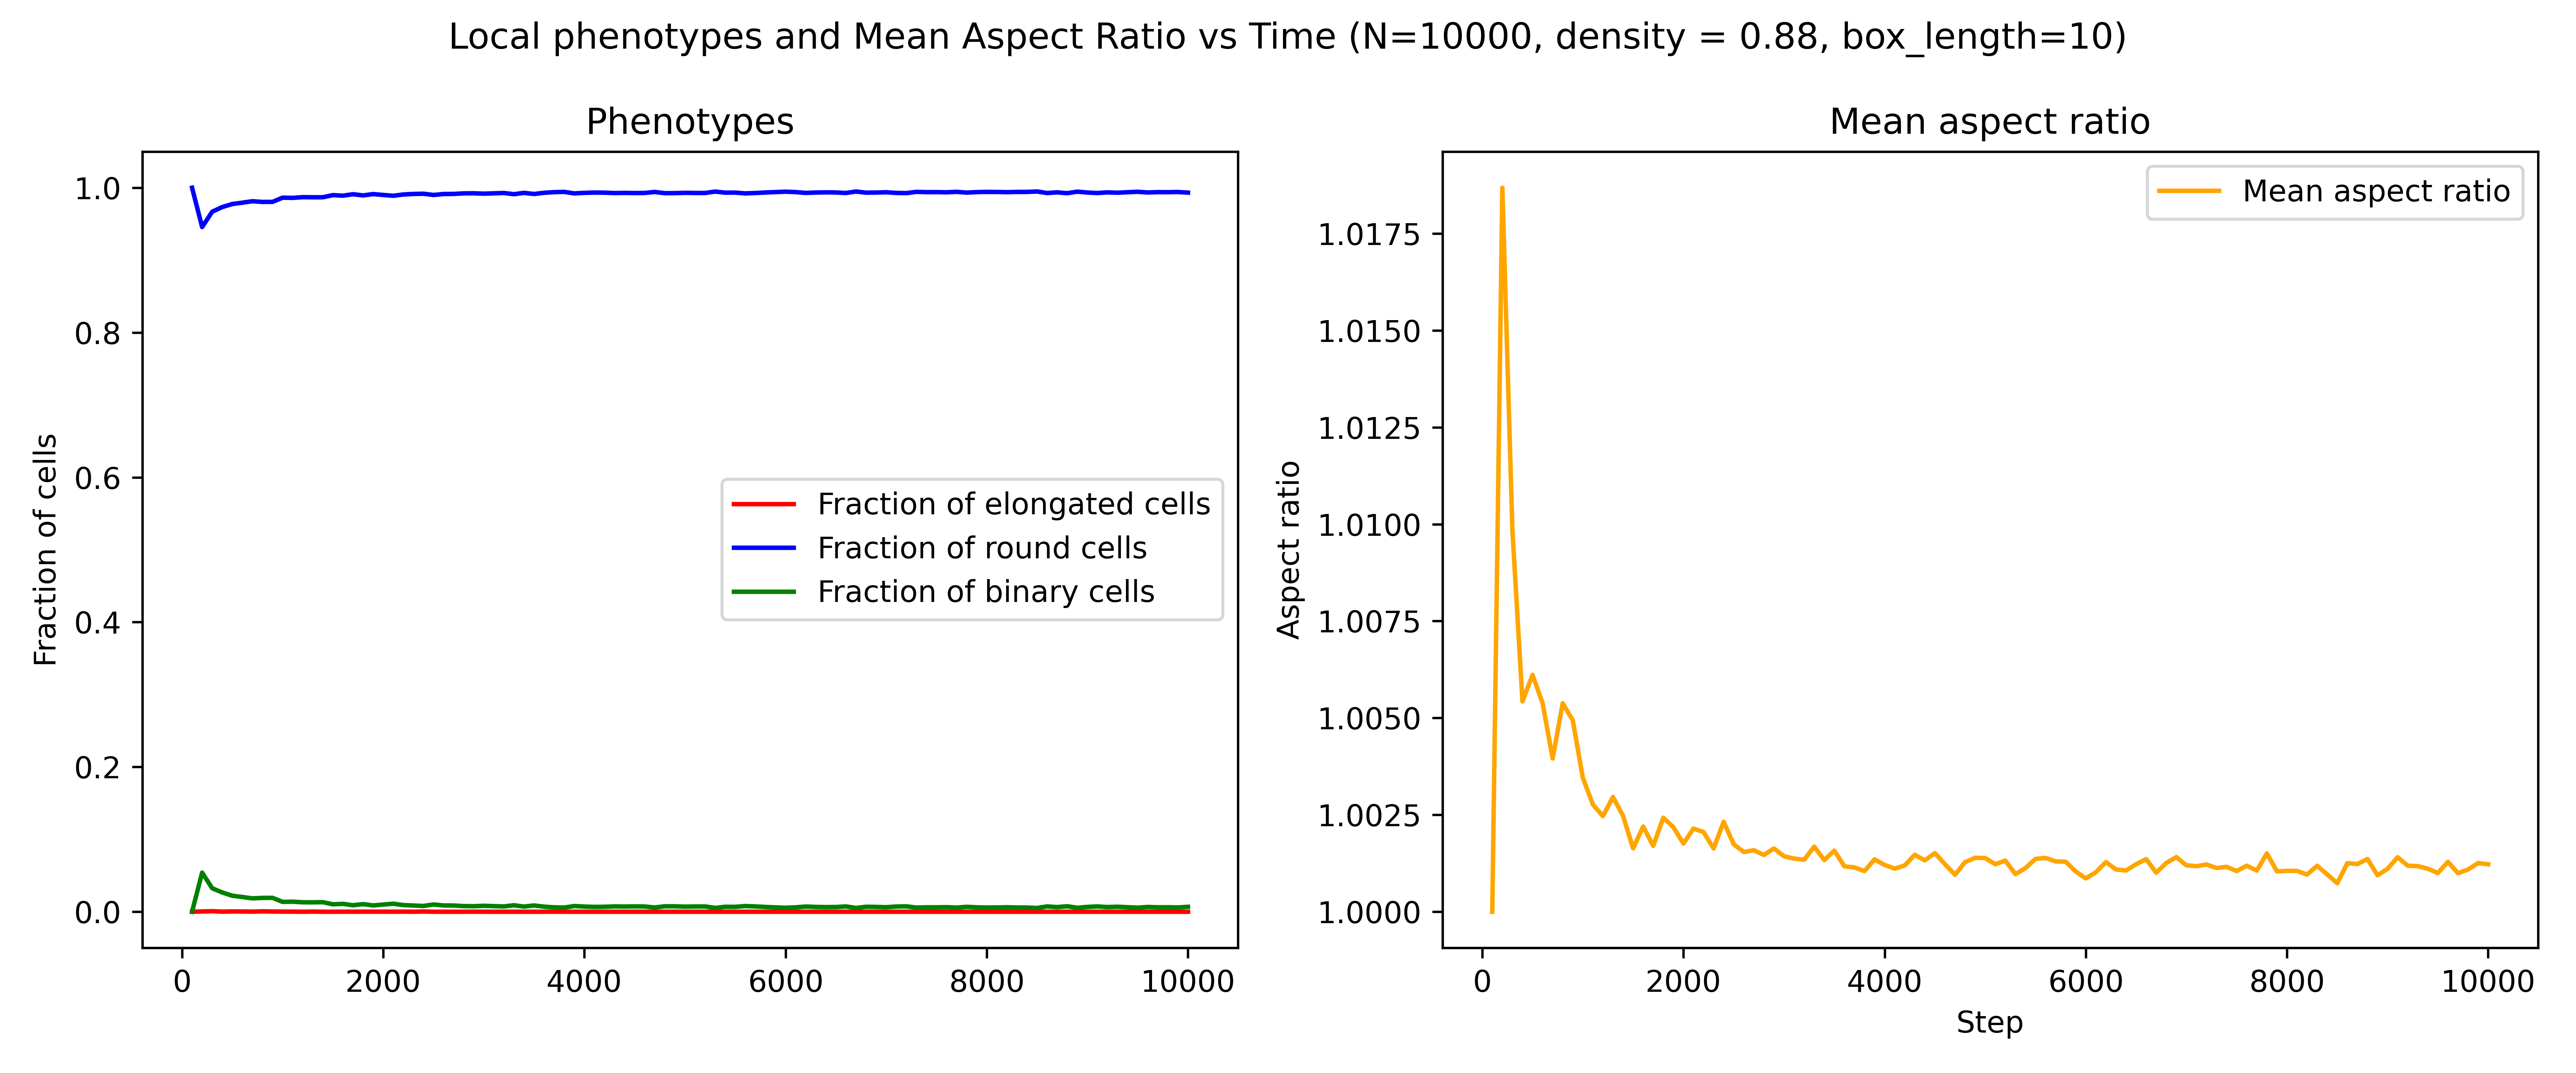 Local phenotypes and Mean Aspect Ratio vs Time (N=10000, density = 0.88, box_length=10)
Phenotypes
Fraction of cells
1.0
0.8
0.6
0.4
0.2
0.0
Fraction of elongated cells
Fraction of round cells
Fraction of binary cells
0 2000 4000 6000 8000 10000
Mean aspect ratio
Mean aspect ratio
Aspect ratio
1.0175
1.0150
1.0125
1.0100
1.0075
1.0050
1.0025
1.0000
0 2000 4000 6000 8000 10000
Step